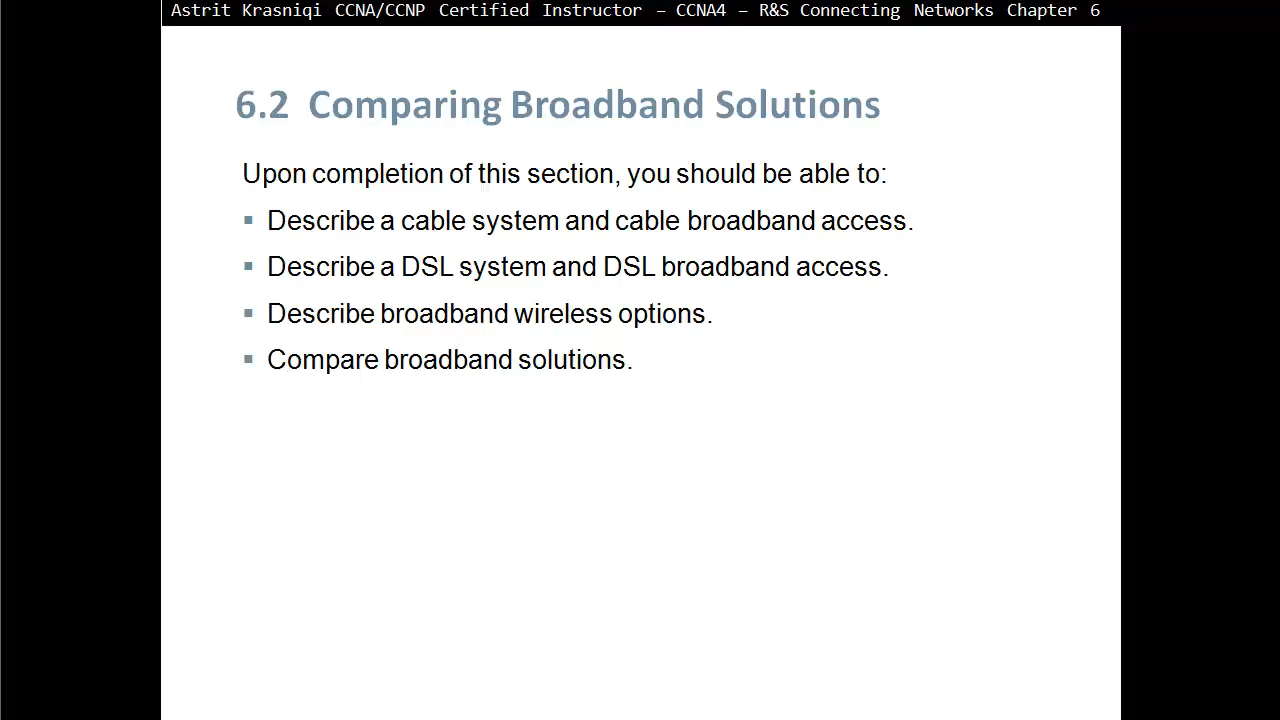 Astrit Krasniqi CCNA/CCNP Certified Instructor – CCNA4 – R&S Connecting Networks Chapter 6
6.2 Comparing Broadband Solutions
Upon completion of this section, you should be able to:
▪ Describe a cable system and cable broadband access.
▪ Describe a DSL system and DSL broadband access.
▪ Describe broadband wireless options.
▪ Compare broadband solutions.